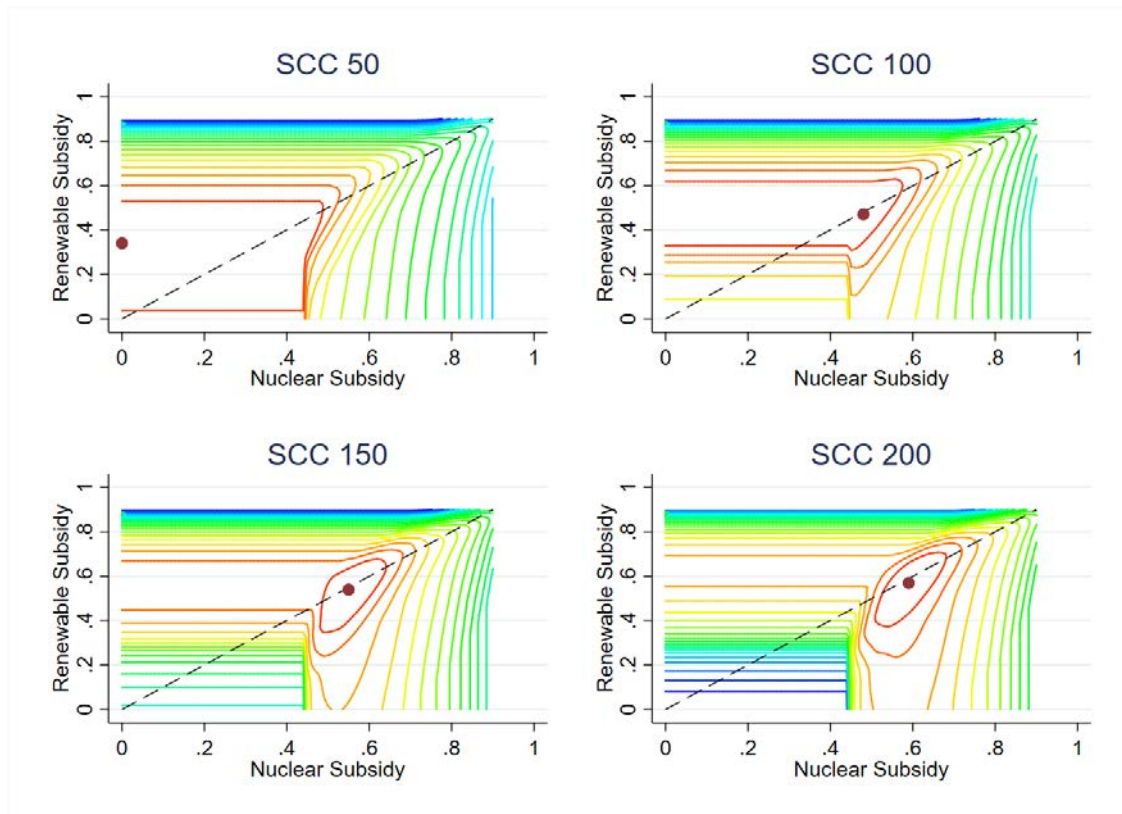 SCC 50
Renewable Subsidy
0 .2 .4 .6 .8 1
0 .2 .4 .6 .8 1
Nuclear Subsidy
SCC 100
Renewable Subsidy
0 .2 .4 .6 .8 1
0 .2 .4 .6 .8 1
Nuclear Subsidy
SCC 150
Renewable Subsidy
0 .2 .4 .6 .8 1
0 .2 .4 .6 .8 1
Nuclear Subsidy
SCC 200
Renewable Subsidy
0 .2 .4 .6 .8 1
0 .2 .4 .6 .8 1
Nuclear Subsidy